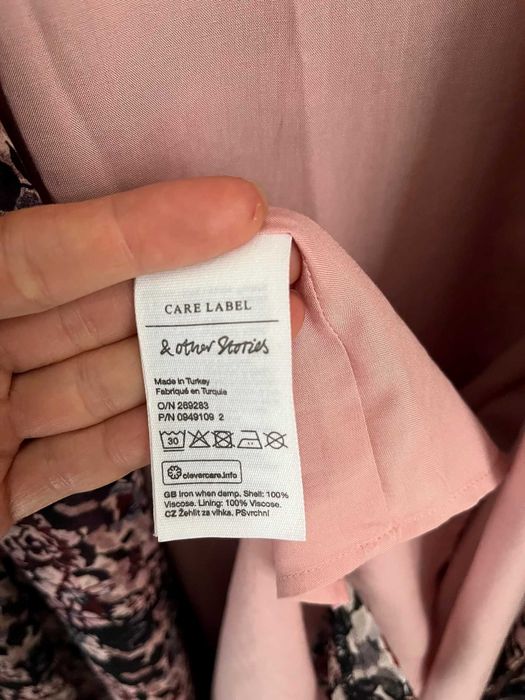 CARE LABEL
& other Stories
Made in Turkey
Fabriqué en Turquie
O/N 269283
P/N 0949109 2
30
clevercare.info
GB Iron when damp. Shell: 100%
Viscose. Lining: 100% Viscose.
CZ Žehlit za vlhka. PSvrchní